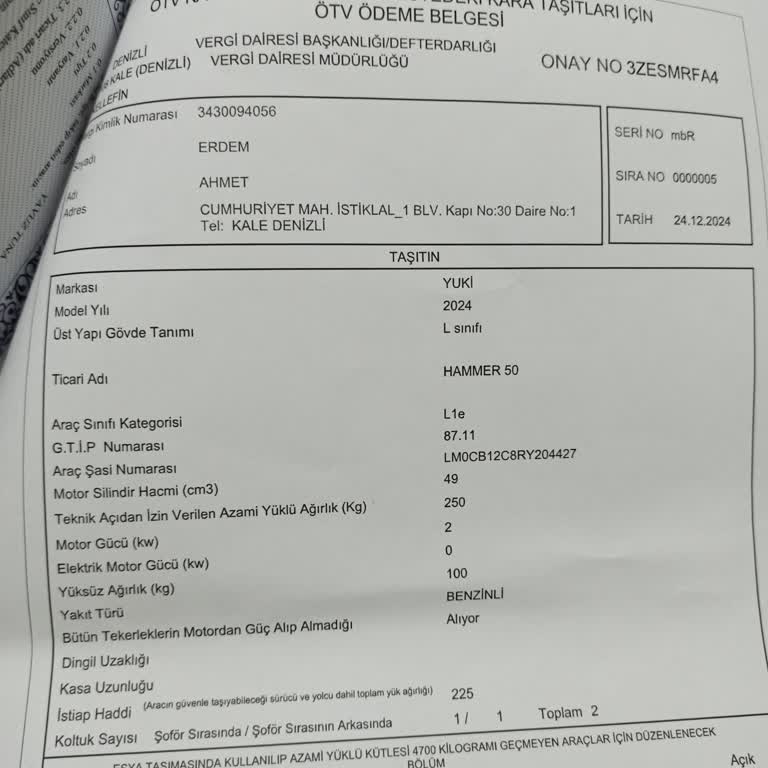 KARA TAŞITLARI İÇİN
ÖTV ÖDEME BELGESİ
DENİZLİ VERGİ DAİRESİ BAŞKANLIĞI/DEFTERDARLIĞI
KALE (DENİZLİ) VERGİ DAİRESİ MÜDÜRLÜĞÜ
ONAY NO 3ZESMRFA4
Kimlik Numarası 3430094056
Soyadı ERDEM
Adı AHMET
Adres CUMHURİYET MAH. İSTİKLAL_1 BLV. Kapı No:30 Daire No:1
Tel: KALE DENİZLİ
SERİ NO mbR
SIRA NO 0000005
TARİH 24.12.2024
TAŞITIN
Markası YUKİ
Model Yılı 2024
Üst Yapı Gövde Tanımı L sınıfı
Ticari Adı HAMMER 50
Araç Sınıfı Kategorisi L1e
G.T.İ.P Numarası 87.11
Araç Şasi Numarası LM0CB12C8RY204427
Motor Silindir Hacmi (cm3) 49
Teknik Açıdan İzin Verilen Azami Yüklü Ağırlık (Kg) 250
Motor Gücü (kw) 2
Elektrik Motor Gücü (kw) 0
Yüksüz Ağırlık (kg) 100
Yakıt Türü BENZİNLİ
Bütün Tekerleklerin Motordan Güç Alıp Almadığı Alıyor
Dingil Uzaklığı
Kasa Uzunluğu
İstiap Haddi (Aracın güvenle taşıyabileceği sürücü ve yolcu dahil toplam yük ağırlığı) 225
Koltuk Sayısı Şoför Sırasında / Şoför Sırasının Arkasında 1 / 1 Toplam 2
EŞYA TAŞIMASINDA KULLANILIP AZAMİ YÜKLÜ KÜTLESİ 4700 KİLOGRAMI GEÇMEYEN ARAÇLAR İÇİN DÜZENLENECEK
BÖLÜM
Açık
YAVUZ TUNA